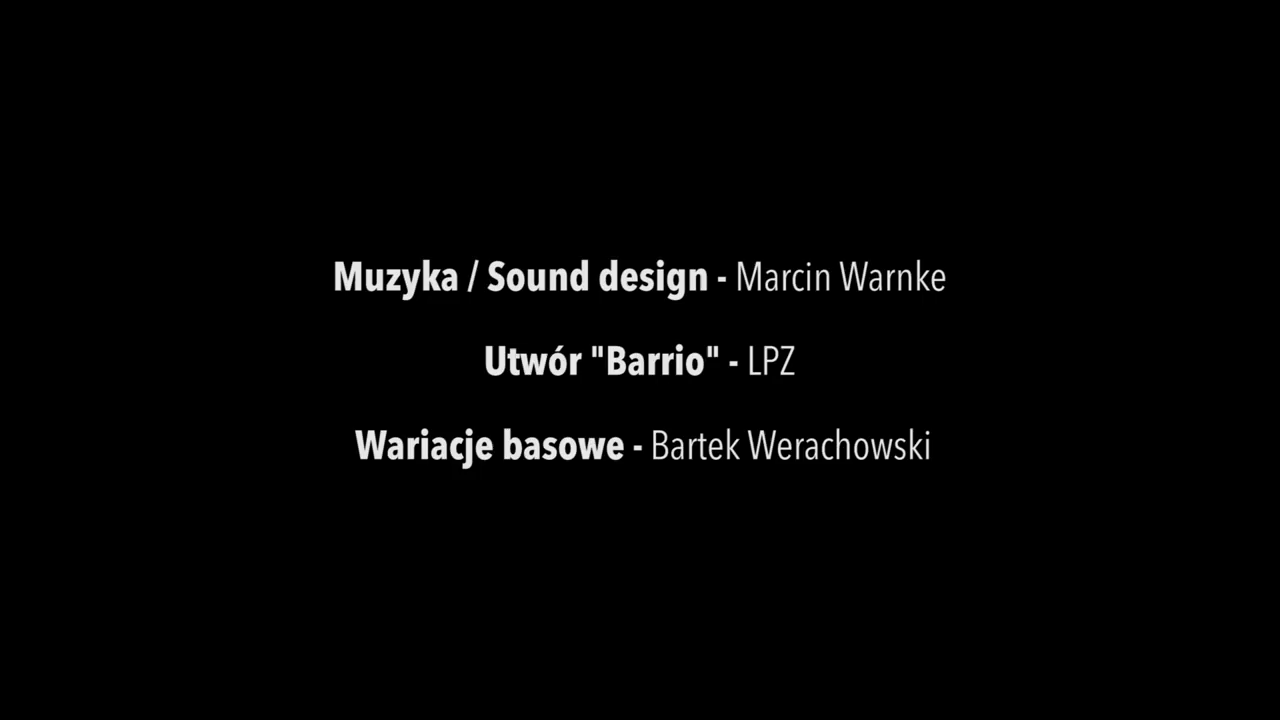 Muzyka / Sound design - Marcin Warnke
Utwór "Barrio" - LPZ
Wariacje basowe - Bartek Werachowski